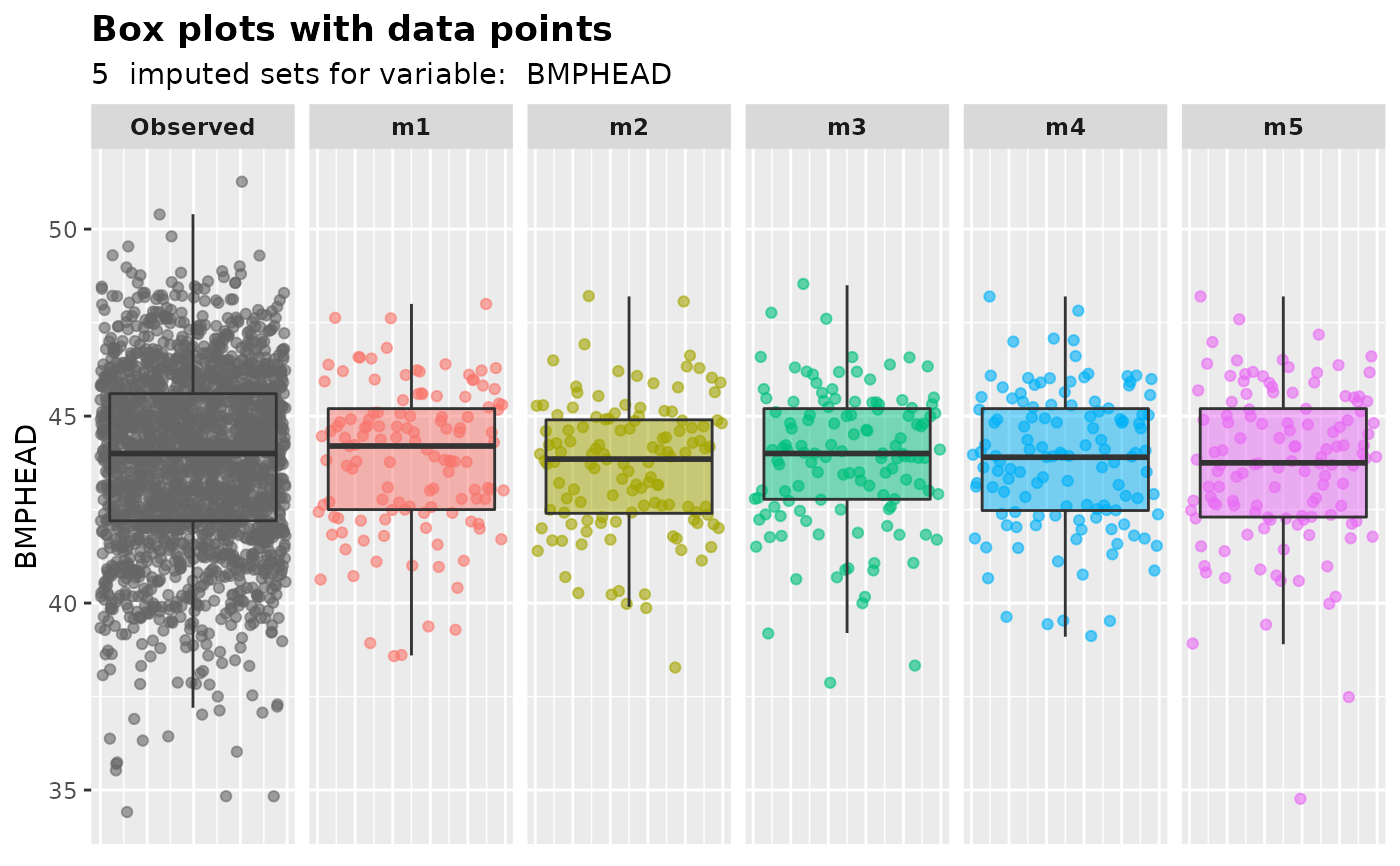 Box plots with data points
5 imputed sets for variable: BMPHEAD
Observed m1 m2 m3 m4 m5
50
45
40
35
BMPHEAD